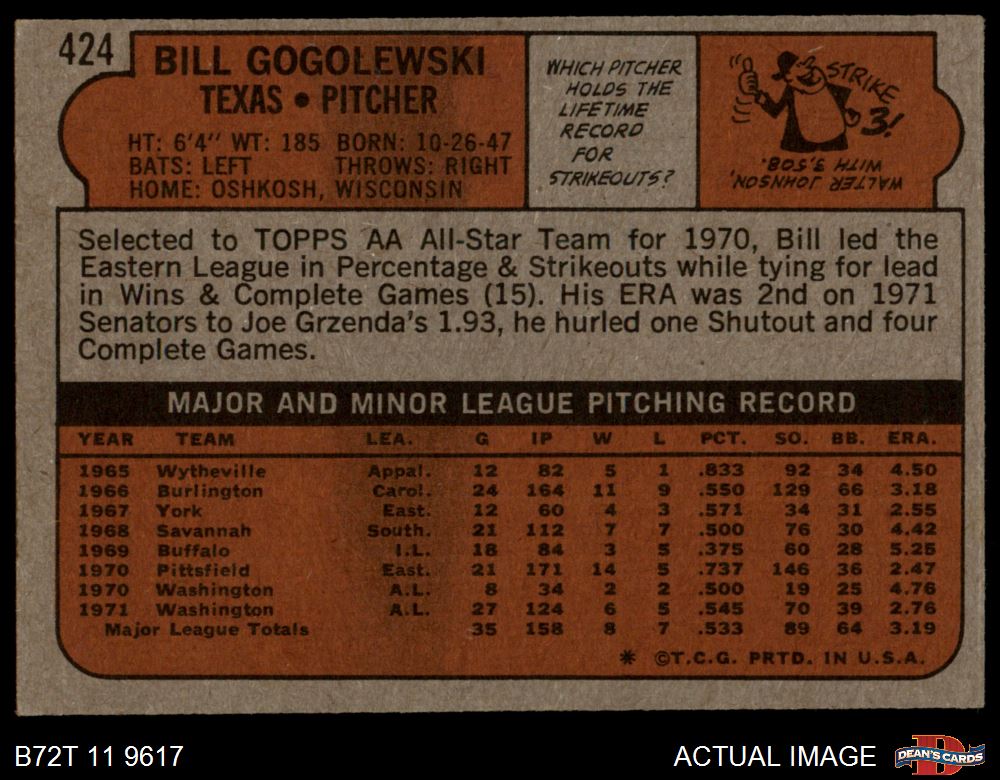 424
BILL GOGOLEWSKI
TEXAS • PITCHER
HT: 6'4" WT: 185 BORN: 10-26-47
BATS: LEFT THROWS: RIGHT
HOME: OSHKOSH, WISCONSIN
WHICH PITCHER
HOLDS THE
LIFETIME
RECORD
FOR
STRIKEOUTS?
STRIKE
3!
WALTER JOHNSON,
WITH 3,508.
Selected to TOPPS AA All-Star Team for 1970, Bill led the
Eastern League in Percentage & Strikeouts while tying for lead
in Wins & Complete Games (15). His ERA was 2nd on 1971
Senators to Joe Grzenda's 1.93, he hurled one Shutout and four
Complete Games.
MAJOR AND MINOR LEAGUE PITCHING RECORD
YEAR TEAM LEA. G IP W L PCT. SO. BB. ERA.
1965 Wytheville Appal. 12 82 5 1 .833 92 34 4.50
1966 Burlington Carol. 24 164 11 9 .550 129 66 3.18
1967 York East. 12 60 4 3 .571 34 31 2.55
1968 Savannah South. 21 112 7 7 .500 76 30 4.42
1969 Buffalo I.L. 18 84 3 5 .375 60 28 5.25
1970 Pittsfield East. 21 171 14 5 .737 146 36 2.47
1970 Washington A.L. 8 34 2 2 .500 19 25 4.76
1971 Washington A.L. 27 124 6 5 .545 70 39 2.76
Major League Totals 35 158 8 7 .533 89 64 3.19
* ©T.C.G. PRTD. IN U.S.A.
B72T 11 9617
ACTUAL IMAGE
DEAN'S CARDS